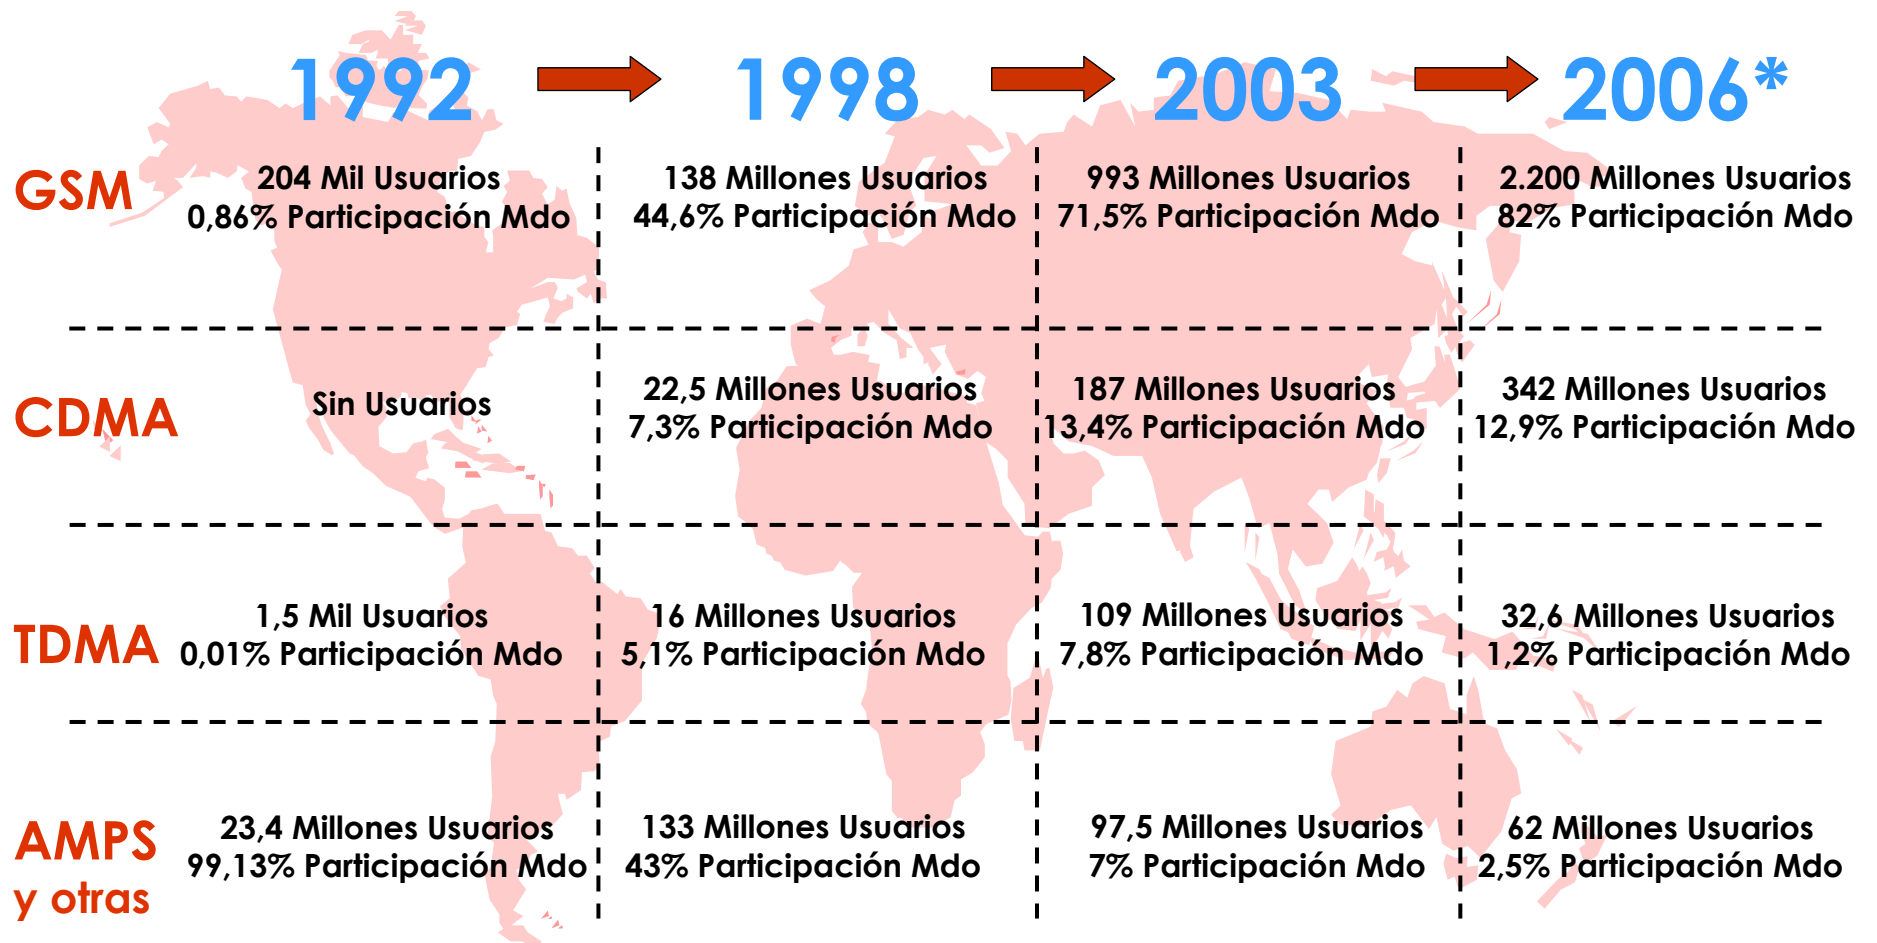 1992
1998
2003
2006*
GSM
204 Mil Usuarios
0,86% Participación Mdo
138 Millones Usuarios
44,6% Participación Mdo
993 Millones Usuarios
71,5% Participación Mdo
2.200 Millones Usuarios
82% Participación Mdo
CDMA
Sin Usuarios
22,5 Millones Usuarios
7,3% Participación Mdo
187 Millones Usuarios
13,4% Participación Mdo
342 Millones Usuarios
12,9% Participación Mdo
TDMA
1,5 Mil Usuarios
0,01% Participación Mdo
16 Millones Usuarios
5,1% Participación Mdo
109 Millones Usuarios
7,8% Participación Mdo
32,6 Millones Usuarios
1,2% Participación Mdo
AMPS
y otras
23,4 Millones Usuarios
99,13% Participación Mdo
133 Millones Usuarios
43% Participación Mdo
97,5 Millones Usuarios
7% Participación Mdo
62 Millones Usuarios
2,5% Participación Mdo